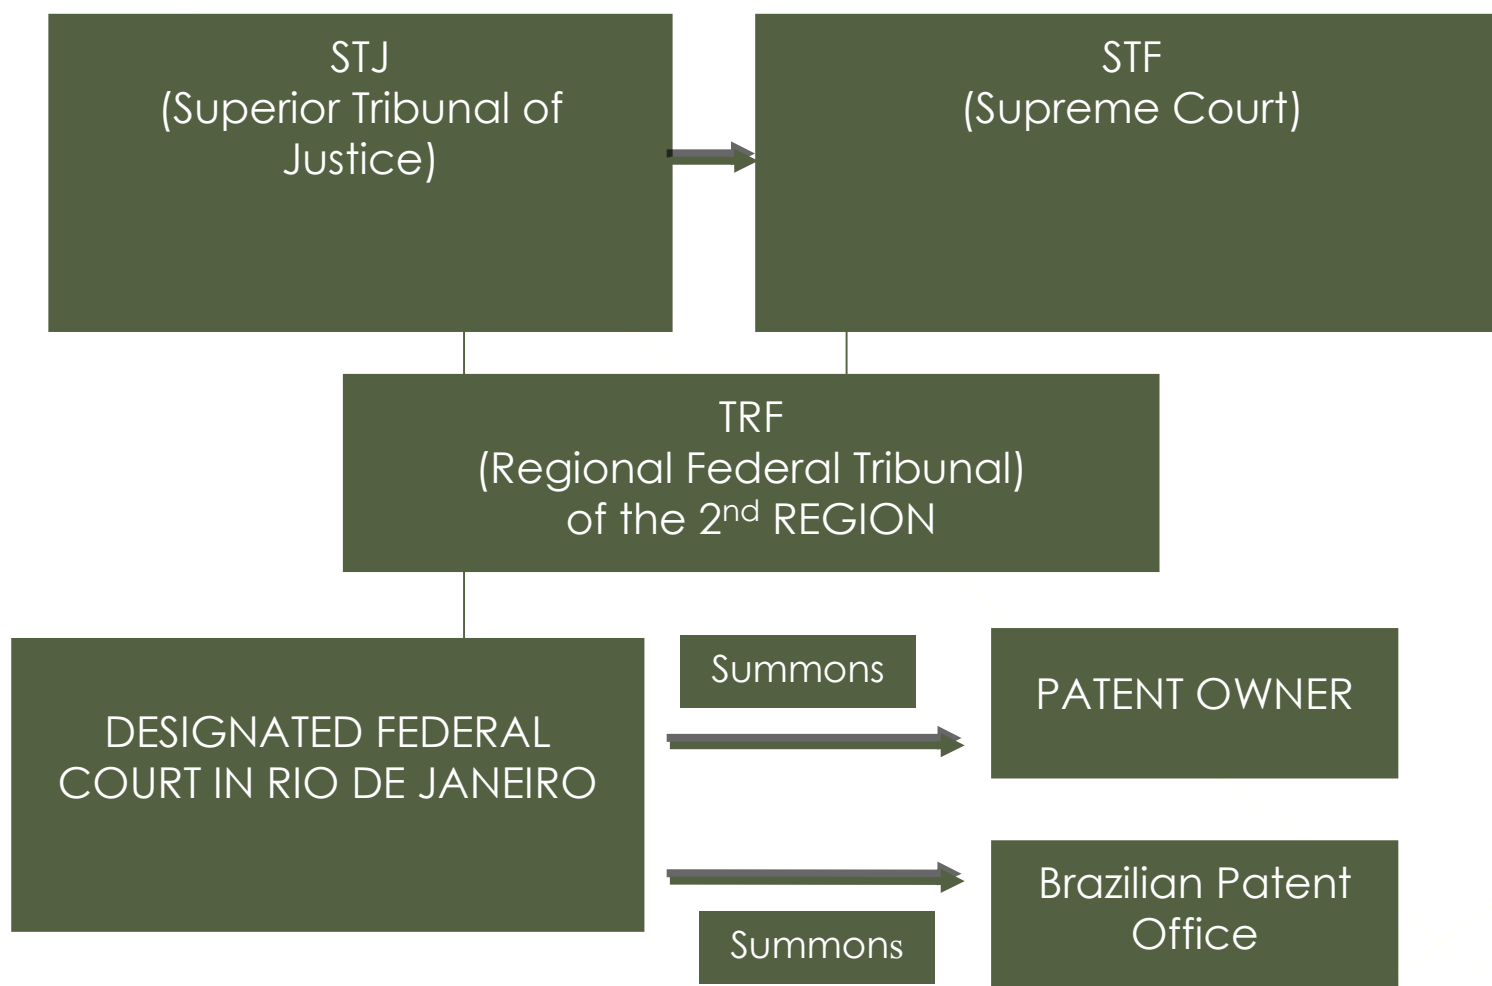 STJ
(Superior Tribunal of
Justice)
STF
(Supreme Court)
TRF
(Regional Federal Tribunal)
of the 2nd REGION
DESIGNATED FEDERAL
COURT IN RIO DE JANEIRO
Summons
PATENT OWNER
Summons
Brazilian Patent
Office